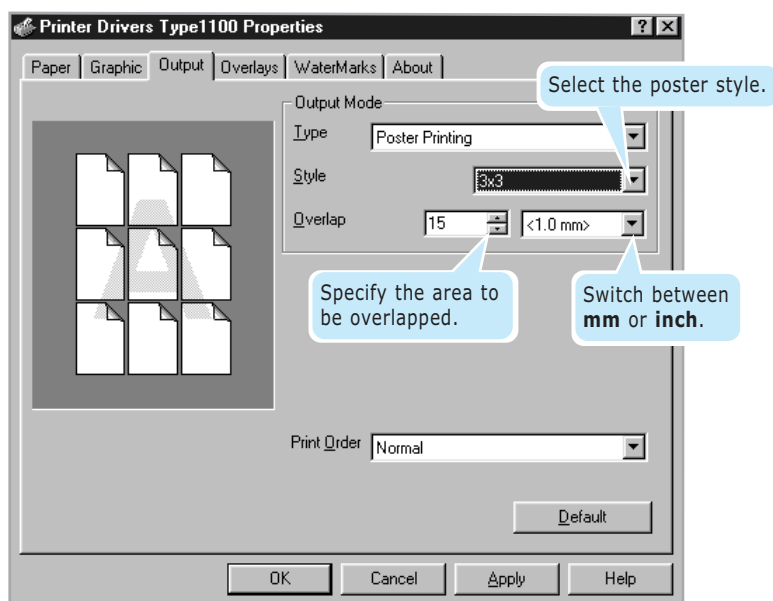 Printer Drivers Type1100 Properties
Paper Graphic Output Overlays WaterMarks About
Select the poster style.
Output Mode
Type Poster Printing
Style 3x3
Overlap 15 <1.0 mm>
Specify the area to
be overlapped.
Switch between
mm or inch.
A
Print Order Normal
Default
OK Cancel Apply Help